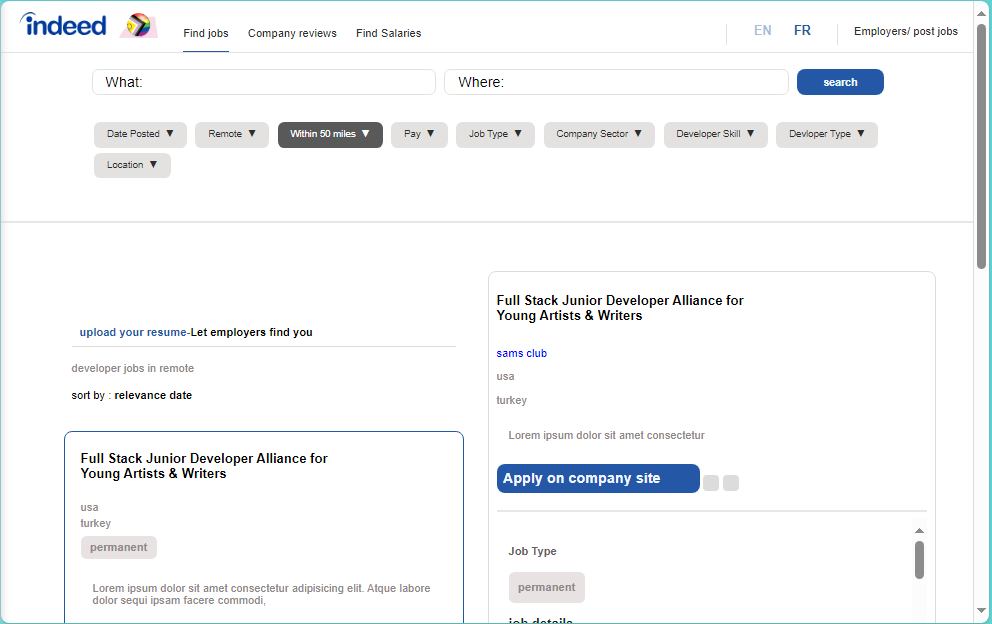 indeed
Find jobs
Company reviews
Find Salaries
EN
FR
Employers/ post jobs
What:
Where:
search
Date Posted ▼
Remote ▼
Within 50 miles ▼
Pay ▼
Job Type ▼
Company Sector ▼
Developer Skill ▼
Devloper Type ▼
Location ▼
upload your resume-Let employers find you
developer jobs in remote
sort by : relevance date
Full Stack Junior Developer Alliance for
Young Artists & Writers
usa
turkey
permanent
Lorem ipsum dolor sit amet consectetur adipisicing elit. Atque labore
dolor sequi ipsam facere commodi,
Full Stack Junior Developer Alliance for
Young Artists & Writers
sams club
usa
turkey
Lorem ipsum dolor sit amet consectetur
Apply on company site
Job Type
permanent
job details